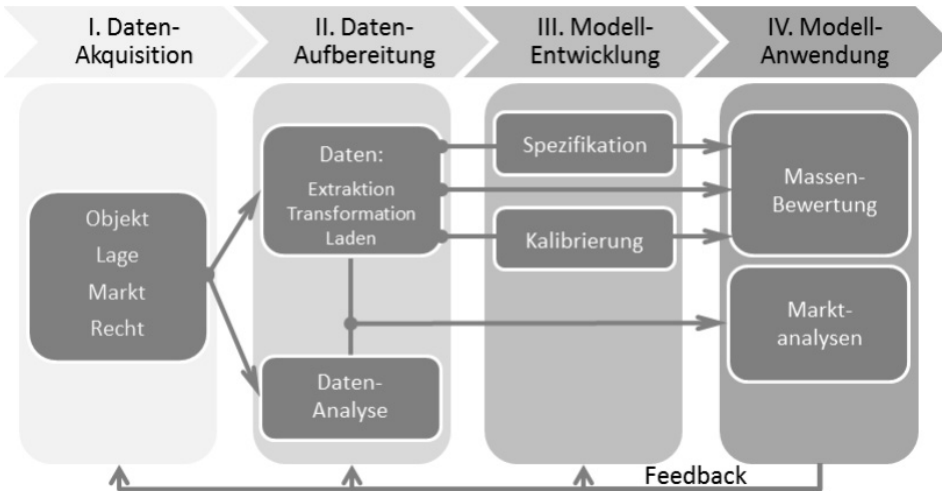 I. Daten-
Akquisition
II. Daten-
Aufbereitung
III. Modell-
Entwicklung
IV. Modell-
Anwendung
Objekt
Lage
Markt
Recht
Daten:
Extraktion
Transformation
Laden
Daten-
Analyse
Spezifikation
Kalibrierung
Massen-
Bewertung
Markt-
analysen
Feedback